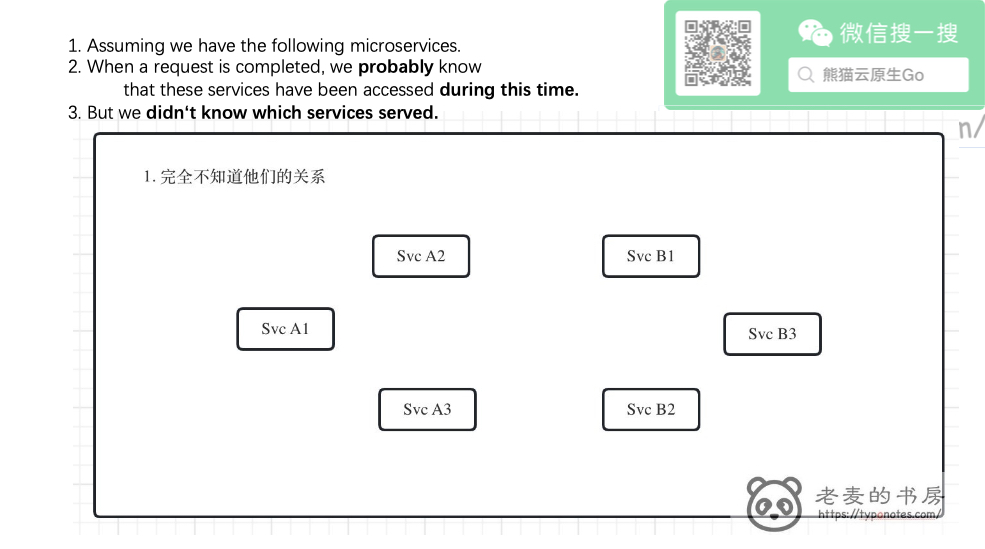 1. Assuming we have the following microservices.
2. When a request is completed, we probably know
that these services have been accessed during this time.
3. But we didn't know which services served.
微信搜一搜
熊猫云原生Go
n/
1. 完全不知道他们的关系
Svc A2
Svc B1
Svc A1
Svc B3
Svc A3
Svc B2
老麦的书房
https://typonotes.com/